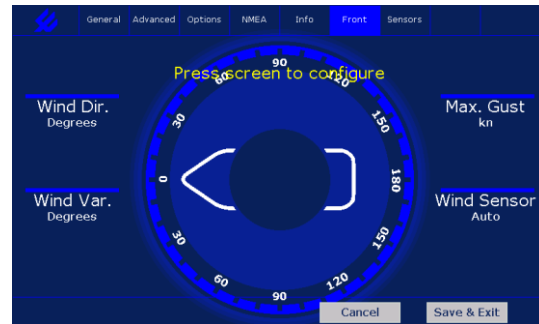 General Advanced Options NMEA Info Front Sensors
Press screen to configure
Wind Dir.
Degrees
Max. Gust
kn
Wind Var.
Degrees
Wind Sensor
Auto
90
60
120
30
150
0
180
30
150
60
120
90
Cancel Save & Exit